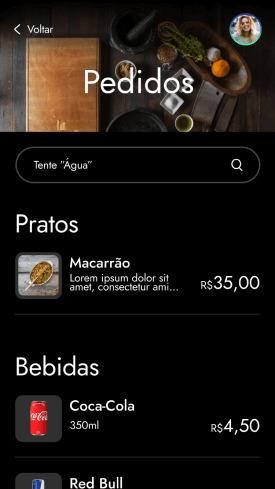 Voltar
Pedidos
Tente "Água"
Pratos
Macarrão
Lorem ipsum dolor sit
amet, consectetur ami...
R$35,00
Bebidas
Coca-Cola
350ml
R$4,50
Red Bull